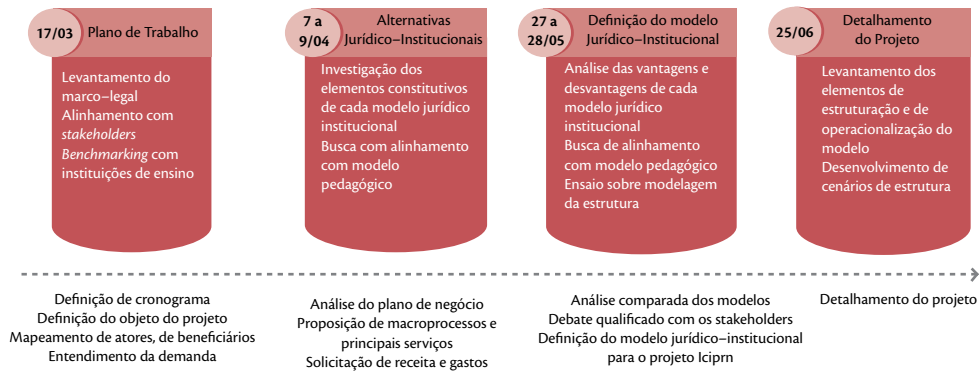 17/03
Plano de Trabalho
Levantamento do
marco–legal
Alinhamento com
stakeholders
Benchmarking com
instituições de ensino
7 a
9/04
Alternativas
Jurídico–Institucionais
Investigação dos
elementos constitutivos
de cada modelo jurídico
institucional
Busca com alinhamento
com modelo
pedagógico
27 a
28/05
Definição do modelo
Jurídico–Institucional
Análise das vantagens e
desvantagens de cada
modelo jurídico
institucional
Busca de alinhamento
com modelo pedagógico
Ensaio sobre modelagem
da estrutura
25/06
Detalhamento
do Projeto
Levantamento dos
elementos de
estruturação e de
operacionalização do
modelo
Desenvolvimento de
cenários de estrutura
Definição de cronograma
Definição do objeto do projeto
Mapeamento de atores, de beneficiários
Entendimento da demanda
Análise do plano de negócio
Proposição de macroprocessos e
principais serviços
Solicitação de receita e gastos
Análise comparada dos modelos
Debate qualificado com os stakeholders
Definição do modelo jurídico–institucional
para o projeto Iciprn
Detalhamento do projeto